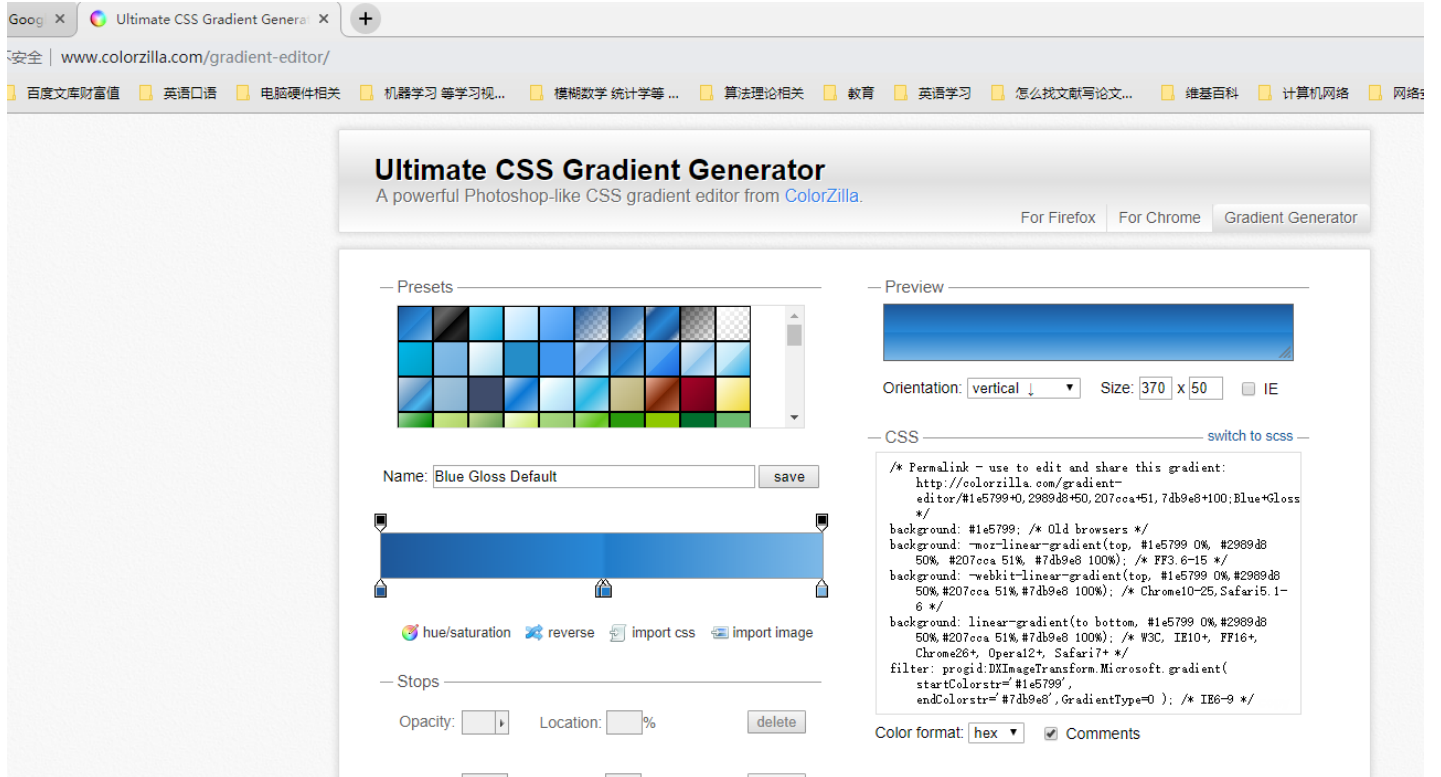 Goog
Ultimate CSS Gradient Genera
不安全 | www.colorzilla.com/gradient-editor/
百度文库财富值 英语口语 电脑硬件相关 机器学习 等学习视... 模糊数学 统计学等 ... 算法理论相关 教育 英语学习 怎么找文献写论文... 维基百科 计算机网络 网络
Ultimate CSS Gradient Generator
A powerful Photoshop-like CSS gradient editor from ColorZilla.
For Firefox For Chrome Gradient Generator
Presets
Name: Blue Gloss Default save
hue/saturation reverse import css import image
Stops
Opacity: Location: % delete
Preview
Orientation: vertical ↓ Size: 370 x 50 IE
CSS switch to scss
/* Permalink - use to edit and share this gradient:
http://colorzilla.com/gradient-
editor/#1e5799+0,2989d8+50,207cca+51,7db9e8+100;Blue+Gloss
*/
background: #1e5799; /* Old browsers */
background: -moz-linear-gradient(top, #1e5799 0%, #2989d8
50%, #207cca 51%, #7db9e8 100%); /* FF3.6-15 */
background: -webkit-linear-gradient(top, #1e5799 0%,#2989d8
50%,#207cca 51%,#7db9e8 100%); /* Chrome10-25,Safari5.1-
6 */
background: linear-gradient(to bottom, #1e5799 0%,#2989d8
50%,#207cca 51%,#7db9e8 100%); /* W3C, IE10+, FF16+,
Chrome26+, Opera12+, Safari7+ */
filter: progid:DXImageTransform.Microsoft.gradient(
startColorstr='#1e5799',
endColorstr='#7db9e8',GradientType=0 ); /* IE6-9 */
Color format: hex Comments